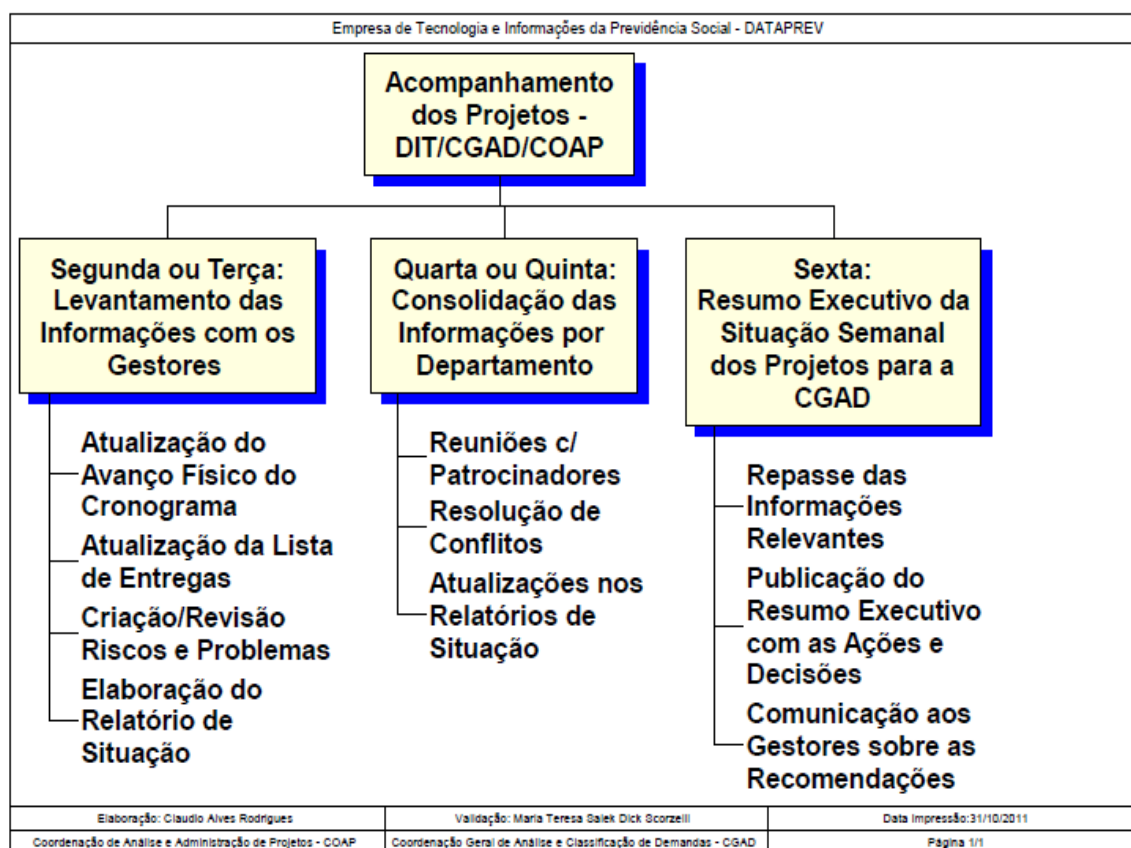 Empresa de Tecnologia e Informações da Previdência Social - DATAPREV
Acompanhamento
dos Projetos -
DIT/CGAD/COAP
Segunda ou Terça:
Levantamento das
Informações com os
Gestores
Atualização do
Avanço Físico do
Cronograma
Atualização da Lista
de Entregas
Criação/Revisão
Riscos e Problemas
Elaboração do
Relatório de
Situação
Quarta ou Quinta:
Consolidação das
Informações por
Departamento
Reuniões c/
Patrocinadores
Resolução de
Conflitos
Atualizações nos
Relatórios de
Situação
Sexta:
Resumo Executivo da
Situação Semanal
dos Projetos para a
CGAD
Repasse das
Informações
Relevantes
Publicação do
Resumo Executivo
com as Ações e
Decisões
Comunicação aos
Gestores sobre as
Recomendações
Elaboração: Claudio Alves Rodrigues
Validação: Maria Teresa Salek Dick Scorzelli
Data Impressão:31/10/2011
Coordenação de Análise e Administração de Projetos - COAP
Coordenação Geral de Análise e Classificação de Demandas - CGAD
Página 1/1